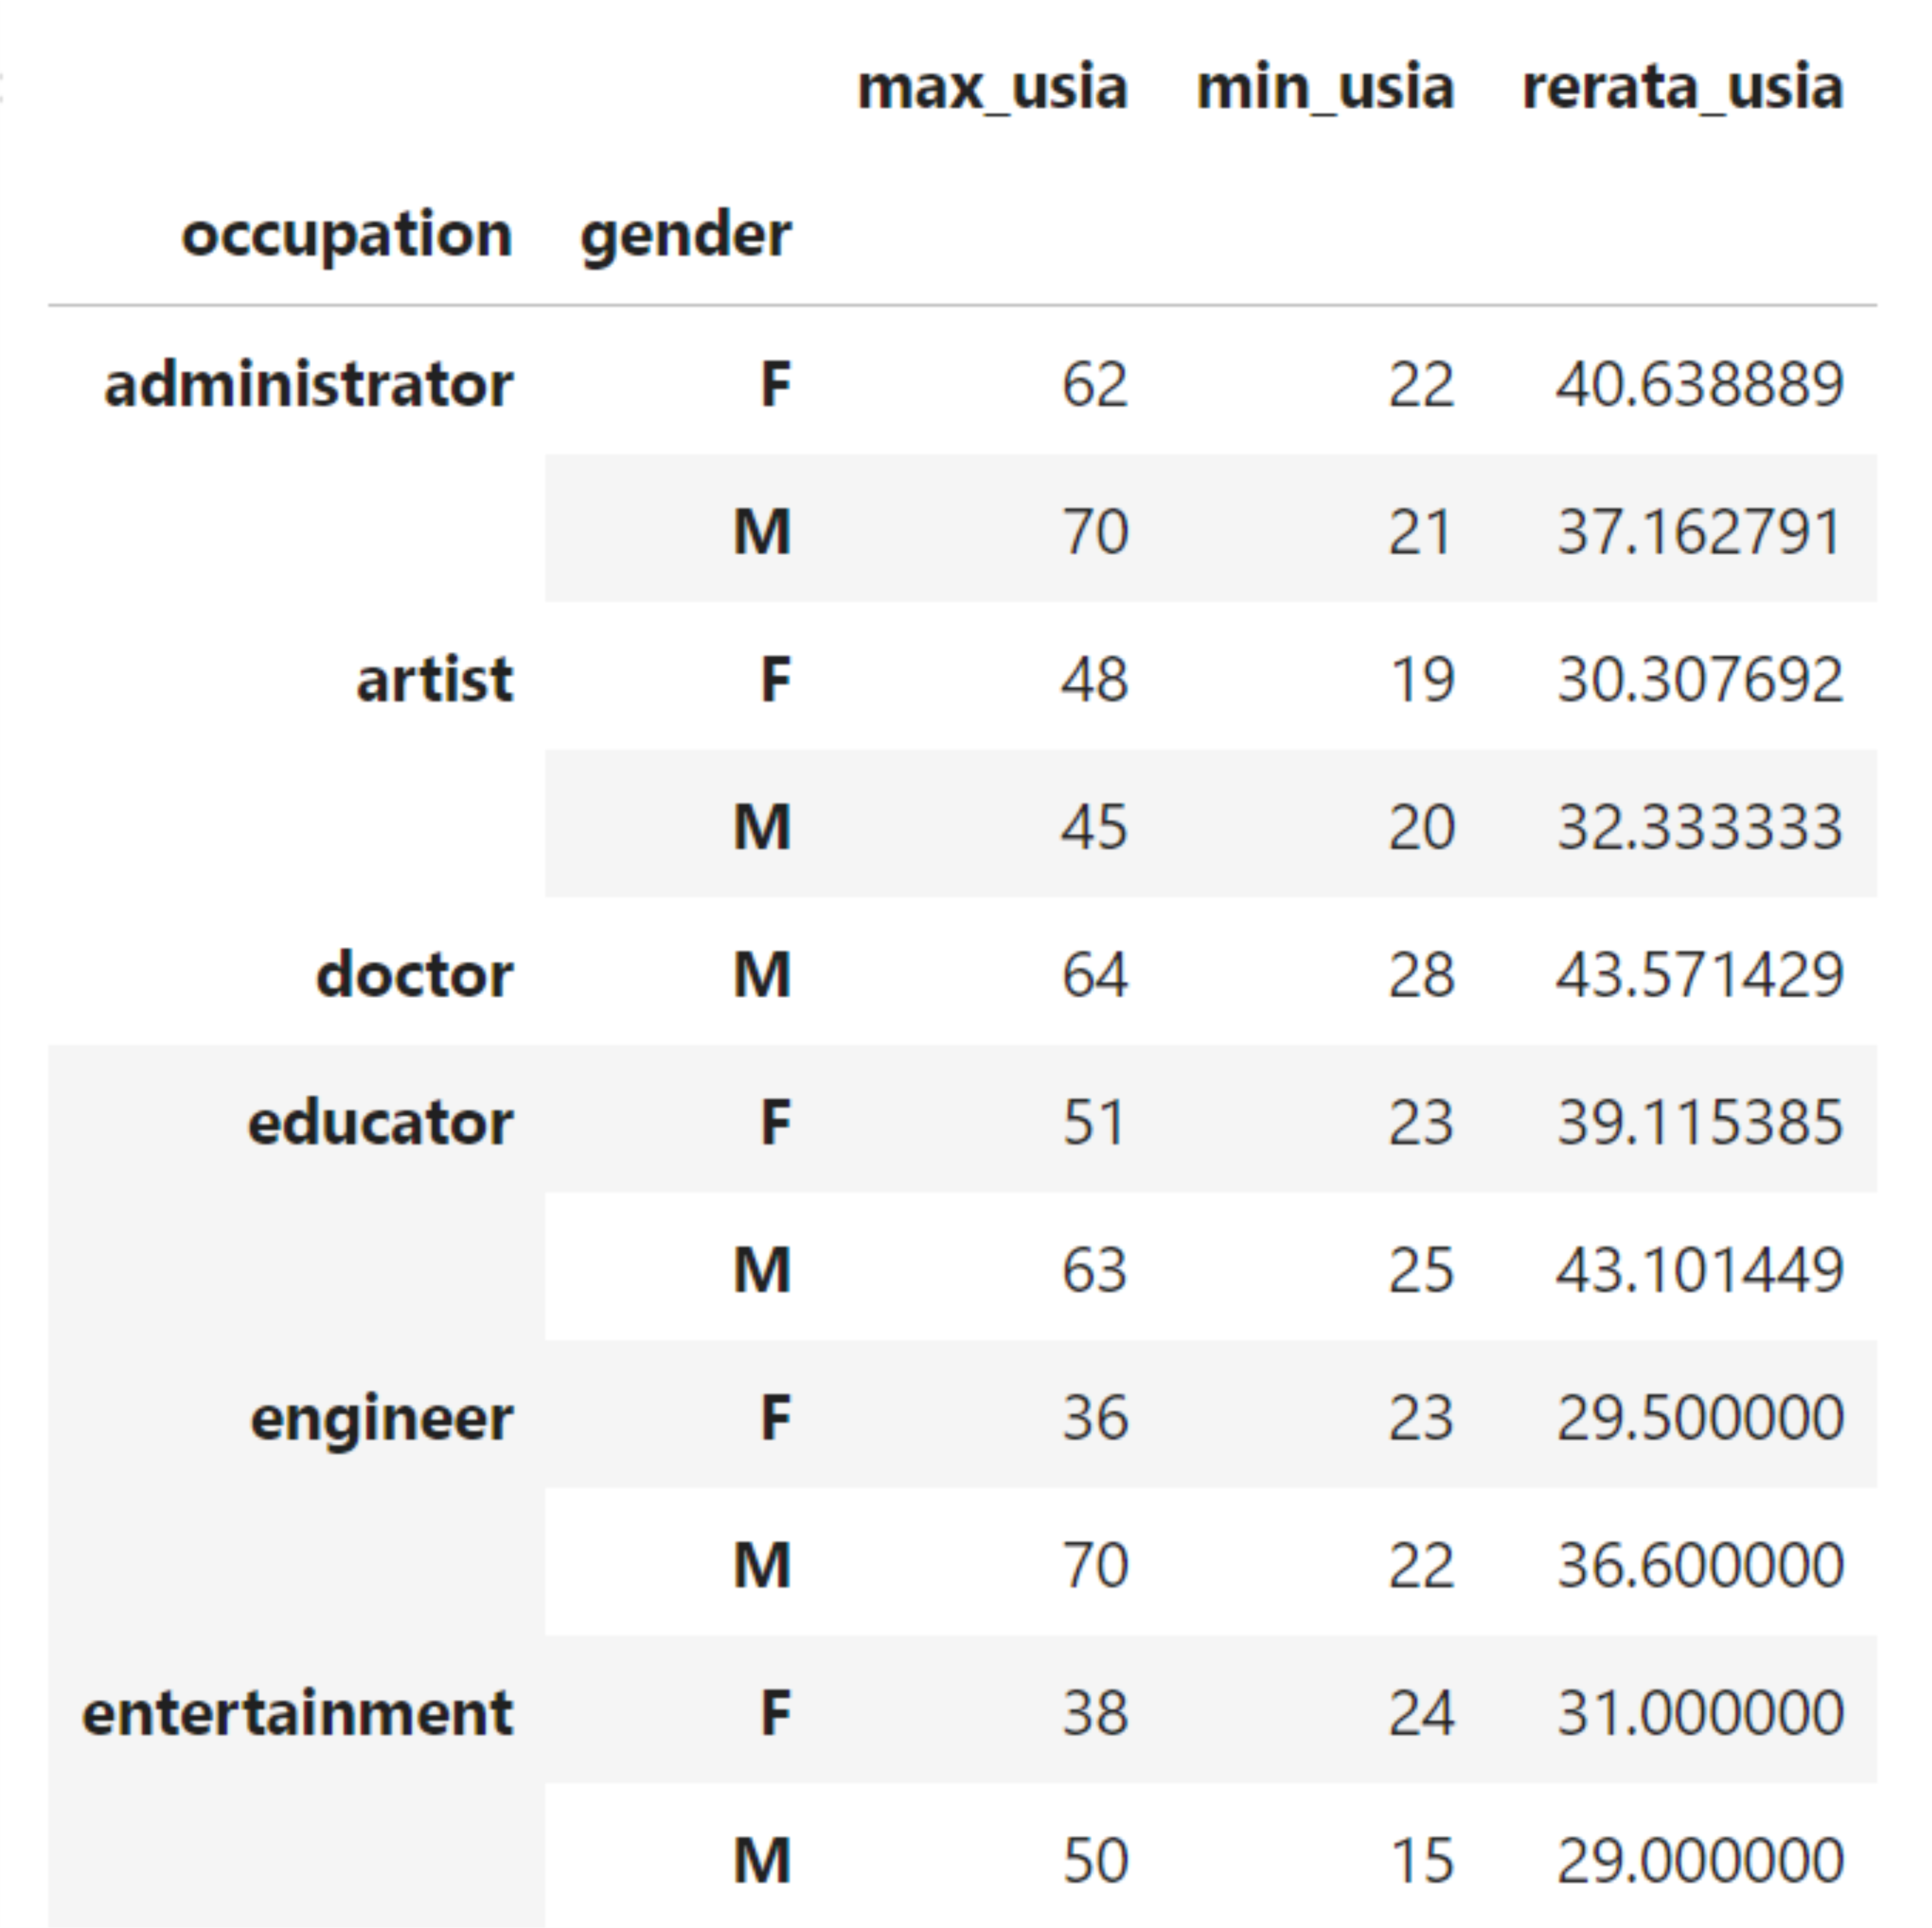 max_usia min_usia rerata_usia
occupation gender
administrator F 62 22 40.638889
M 70 21 37.162791
artist F 48 19 30.307692
M 45 20 32.333333
doctor M 64 28 43.571429
educator F 51 23 39.115385
M 63 25 43.101449
engineer F 36 23 29.500000
M 70 22 36.600000
entertainment F 38 24 31.000000
M 50 15 29.000000